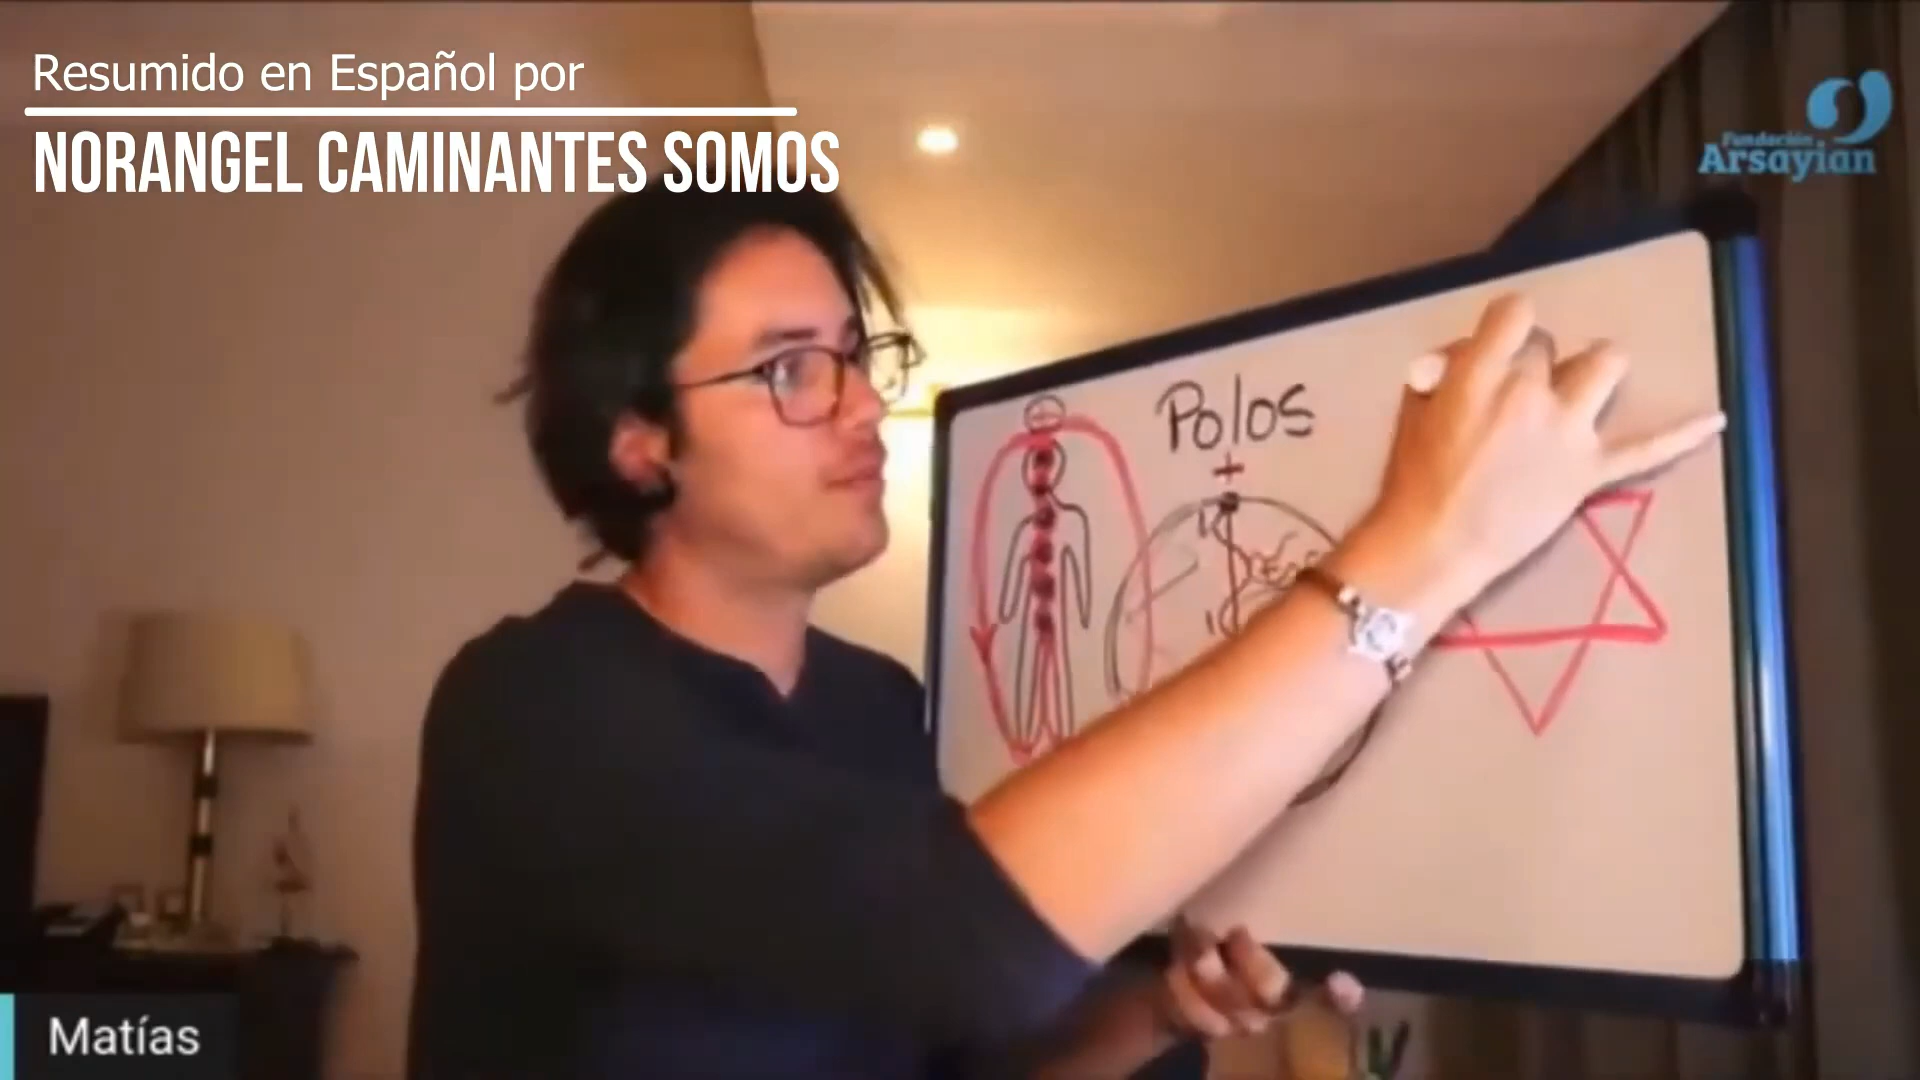 Resumido en Español por
NORANGEL CAMINANTES SOMOS
Fundación
Arsayian
Polos
+
Matías